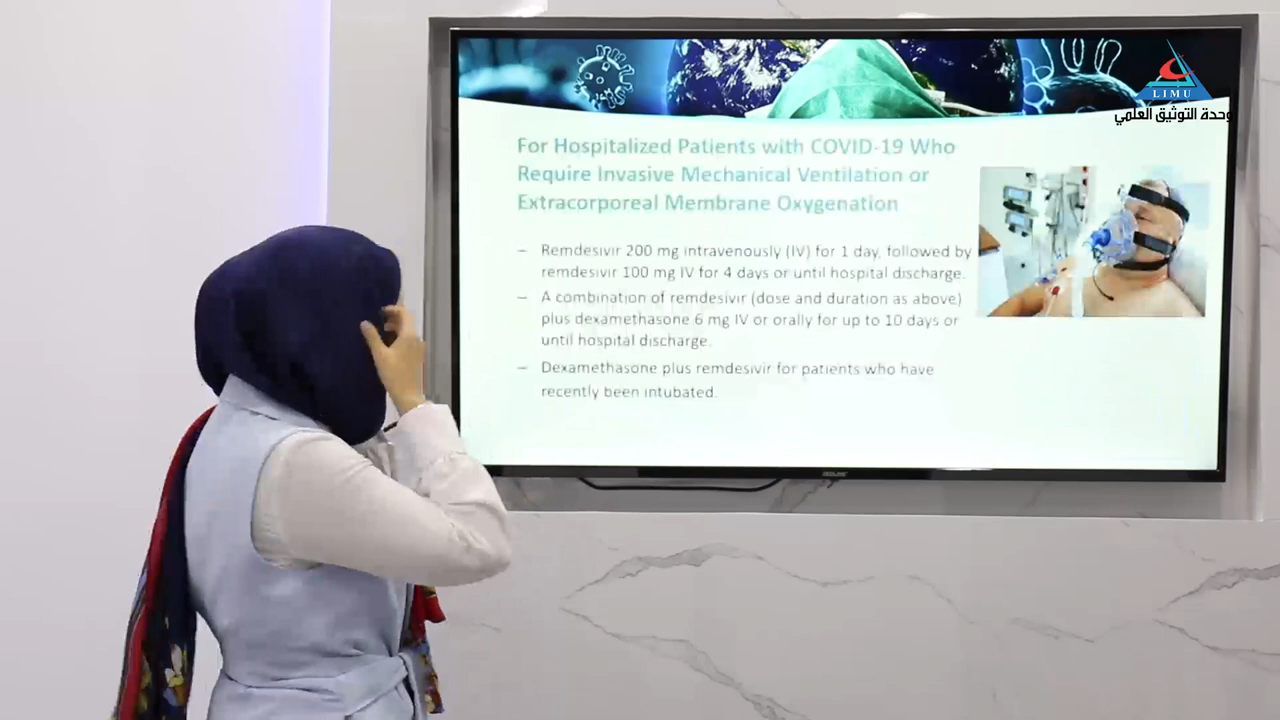 LIMU
وحدة التوثيق العلمي
For Hospitalized Patients with COVID-19 Who
Require Invasive Mechanical Ventilation or
Extracorporeal Membrane Oxygenation
– Remdesivir 200 mg intravenously (IV) for 1 day, followed by
remdesivir 100 mg IV for 4 days or until hospital discharge.
– A combination of remdesivir (dose and duration as above)
plus dexamethasone 6 mg IV or orally for up to 10 days or
until hospital discharge.
– Dexamethasone plus remdesivir for patients who have
recently been intubated.